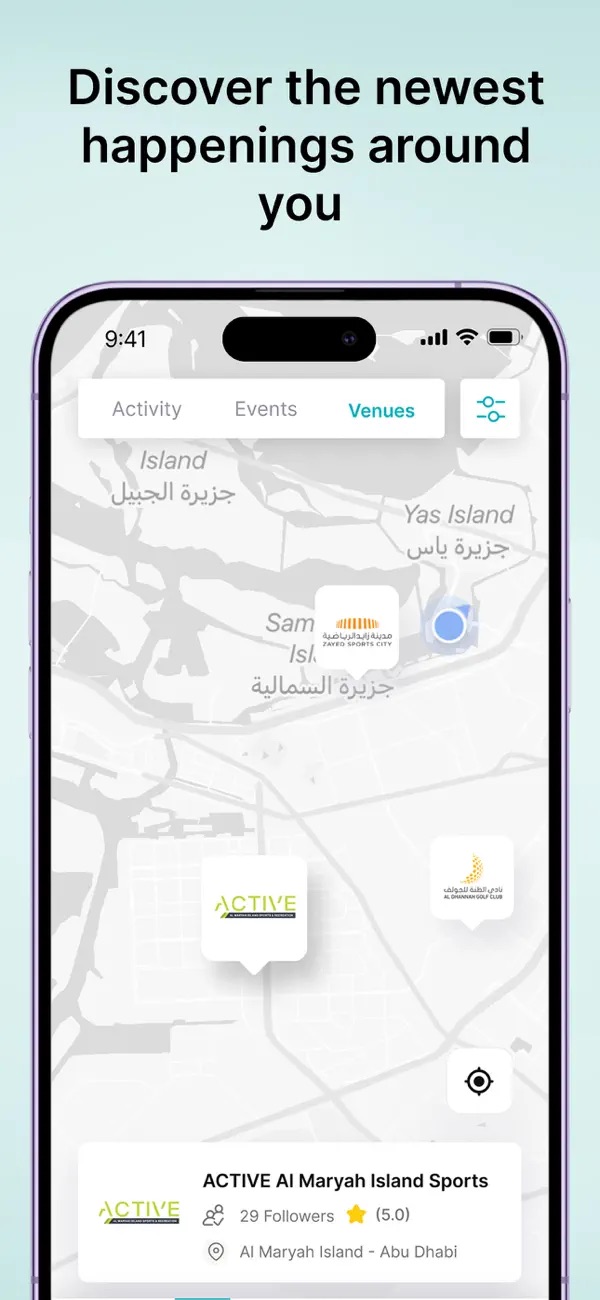 Discover the newest
happenings around
you
9:41
Activity
Events
Venues
Island
جزيرة الجبيل
Yas Island
جزيرة ياس
مدينة زايد الرياضية
ZAYED SPORTS CITY
Sam
Isl
جزيرة السمالية
ACTIVE
AL MARYAH ISLAND SPORTS & RECREATION
نادي الظنة للجولف
AL DHANNAH GOLF CLUB
ACTIVE
AL MARYAH ISLAND SPORTS & RECREATION
ACTIVE Al Maryah Island Sports
29 Followers (5.0)
Al Maryah Island - Abu Dhabi